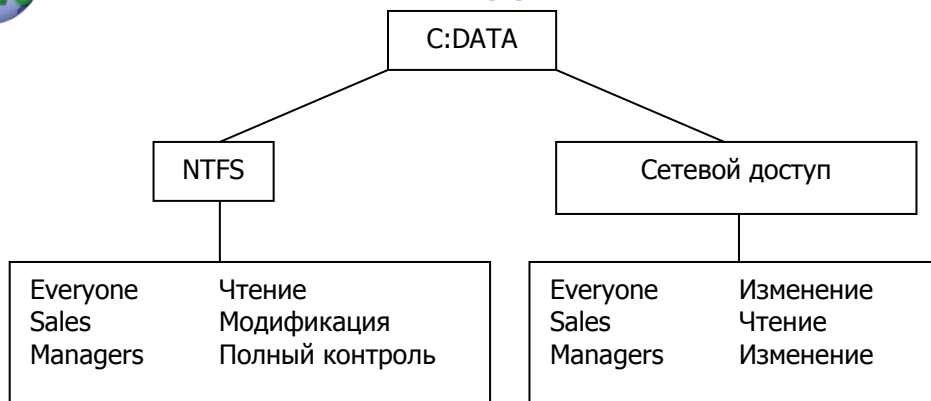 C:DATA
NTFS
Сетевой доступ
Everyone Чтение
Sales Модификация
Managers Полный контроль
Everyone Изменение
Sales Чтение
Managers Изменение